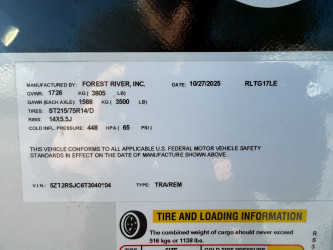 MANUFACTURED BY: FOREST RIVER, INC. DATE: 10/27/2025 RLTG17LE
GVWR: 1726 KG ( 3805 LB)
GAWR (EACH AXLE) 1588 KG ( 3500 LB)
TIRES: ST215/75R14/D
RIMS: 14X5.5J
COLD INFL. PRESSURE: 448 KPA ( 65 PSI )
THIS VEHICLE CONFORMS TO ALL APPLICABLE U.S. FEDERAL MOTOR VEHICLE SAFETY
STANDARDS IN EFFECT ON THE DATE OF MANUFACTURE SHOWN ABOVE.
V.I.N.: 5ZT2RSJC6T3040104 TYPE: TRA/REM
TIRE AND LOADING INFORMATION
The combined weight of cargo should never exceed
516 kgs or 1138 lbs.